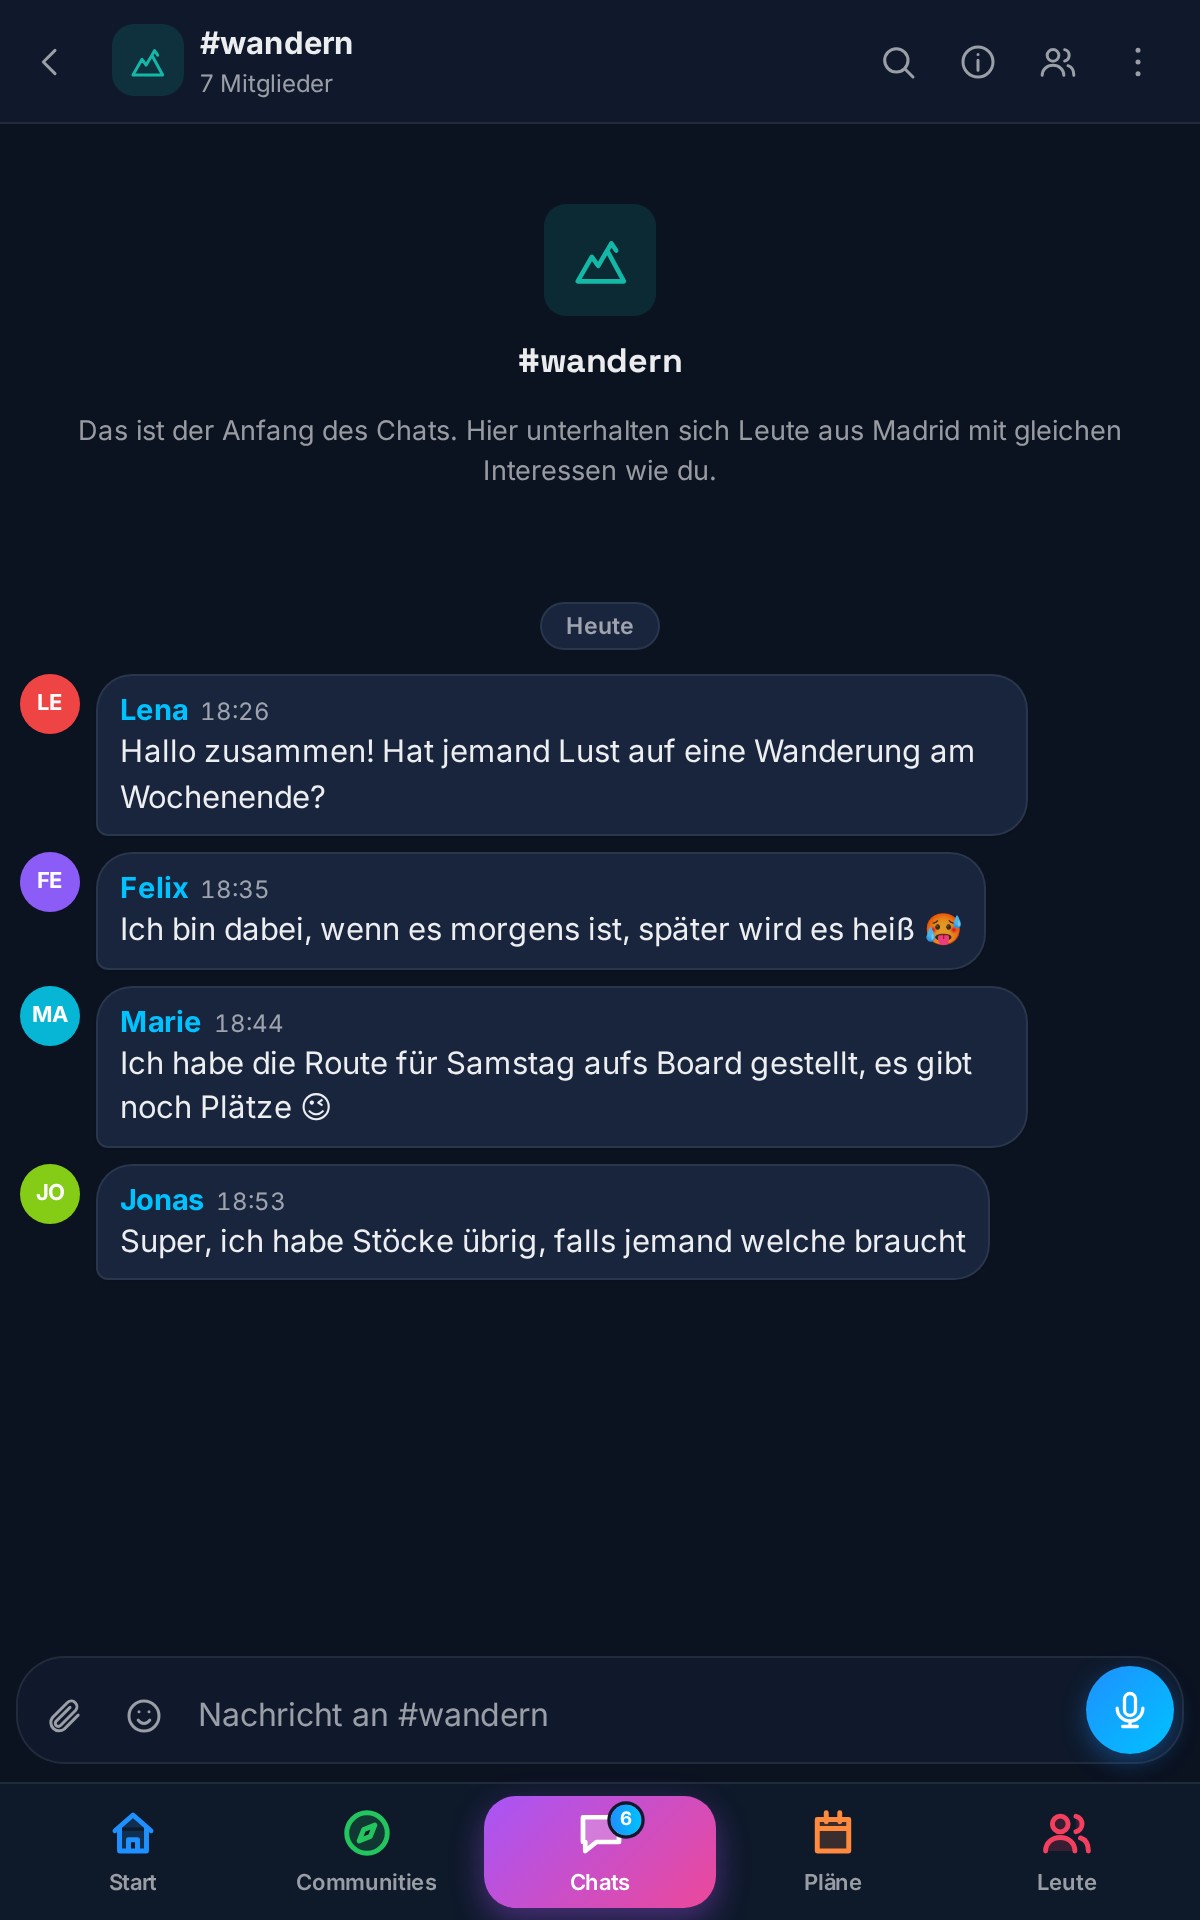 #wandern
7 Mitglieder
#wandern
Das ist der Anfang des Chats. Hier unterhalten sich Leute aus Madrid mit gleichen
Interessen wie du.
Heute
LE
Lena 18:26
Hallo zusammen! Hat jemand Lust auf eine Wanderung am
Wochenende?
FE
Felix 18:35
Ich bin dabei, wenn es morgens ist, später wird es heiß 🥵
MA
Marie 18:44
Ich habe die Route für Samstag aufs Board gestellt, es gibt
noch Plätze 😉
JO
Jonas 18:53
Super, ich habe Stöcke übrig, falls jemand welche braucht
Nachricht an #wandern
6
Start
Communities
Chats
Pläne
Leute